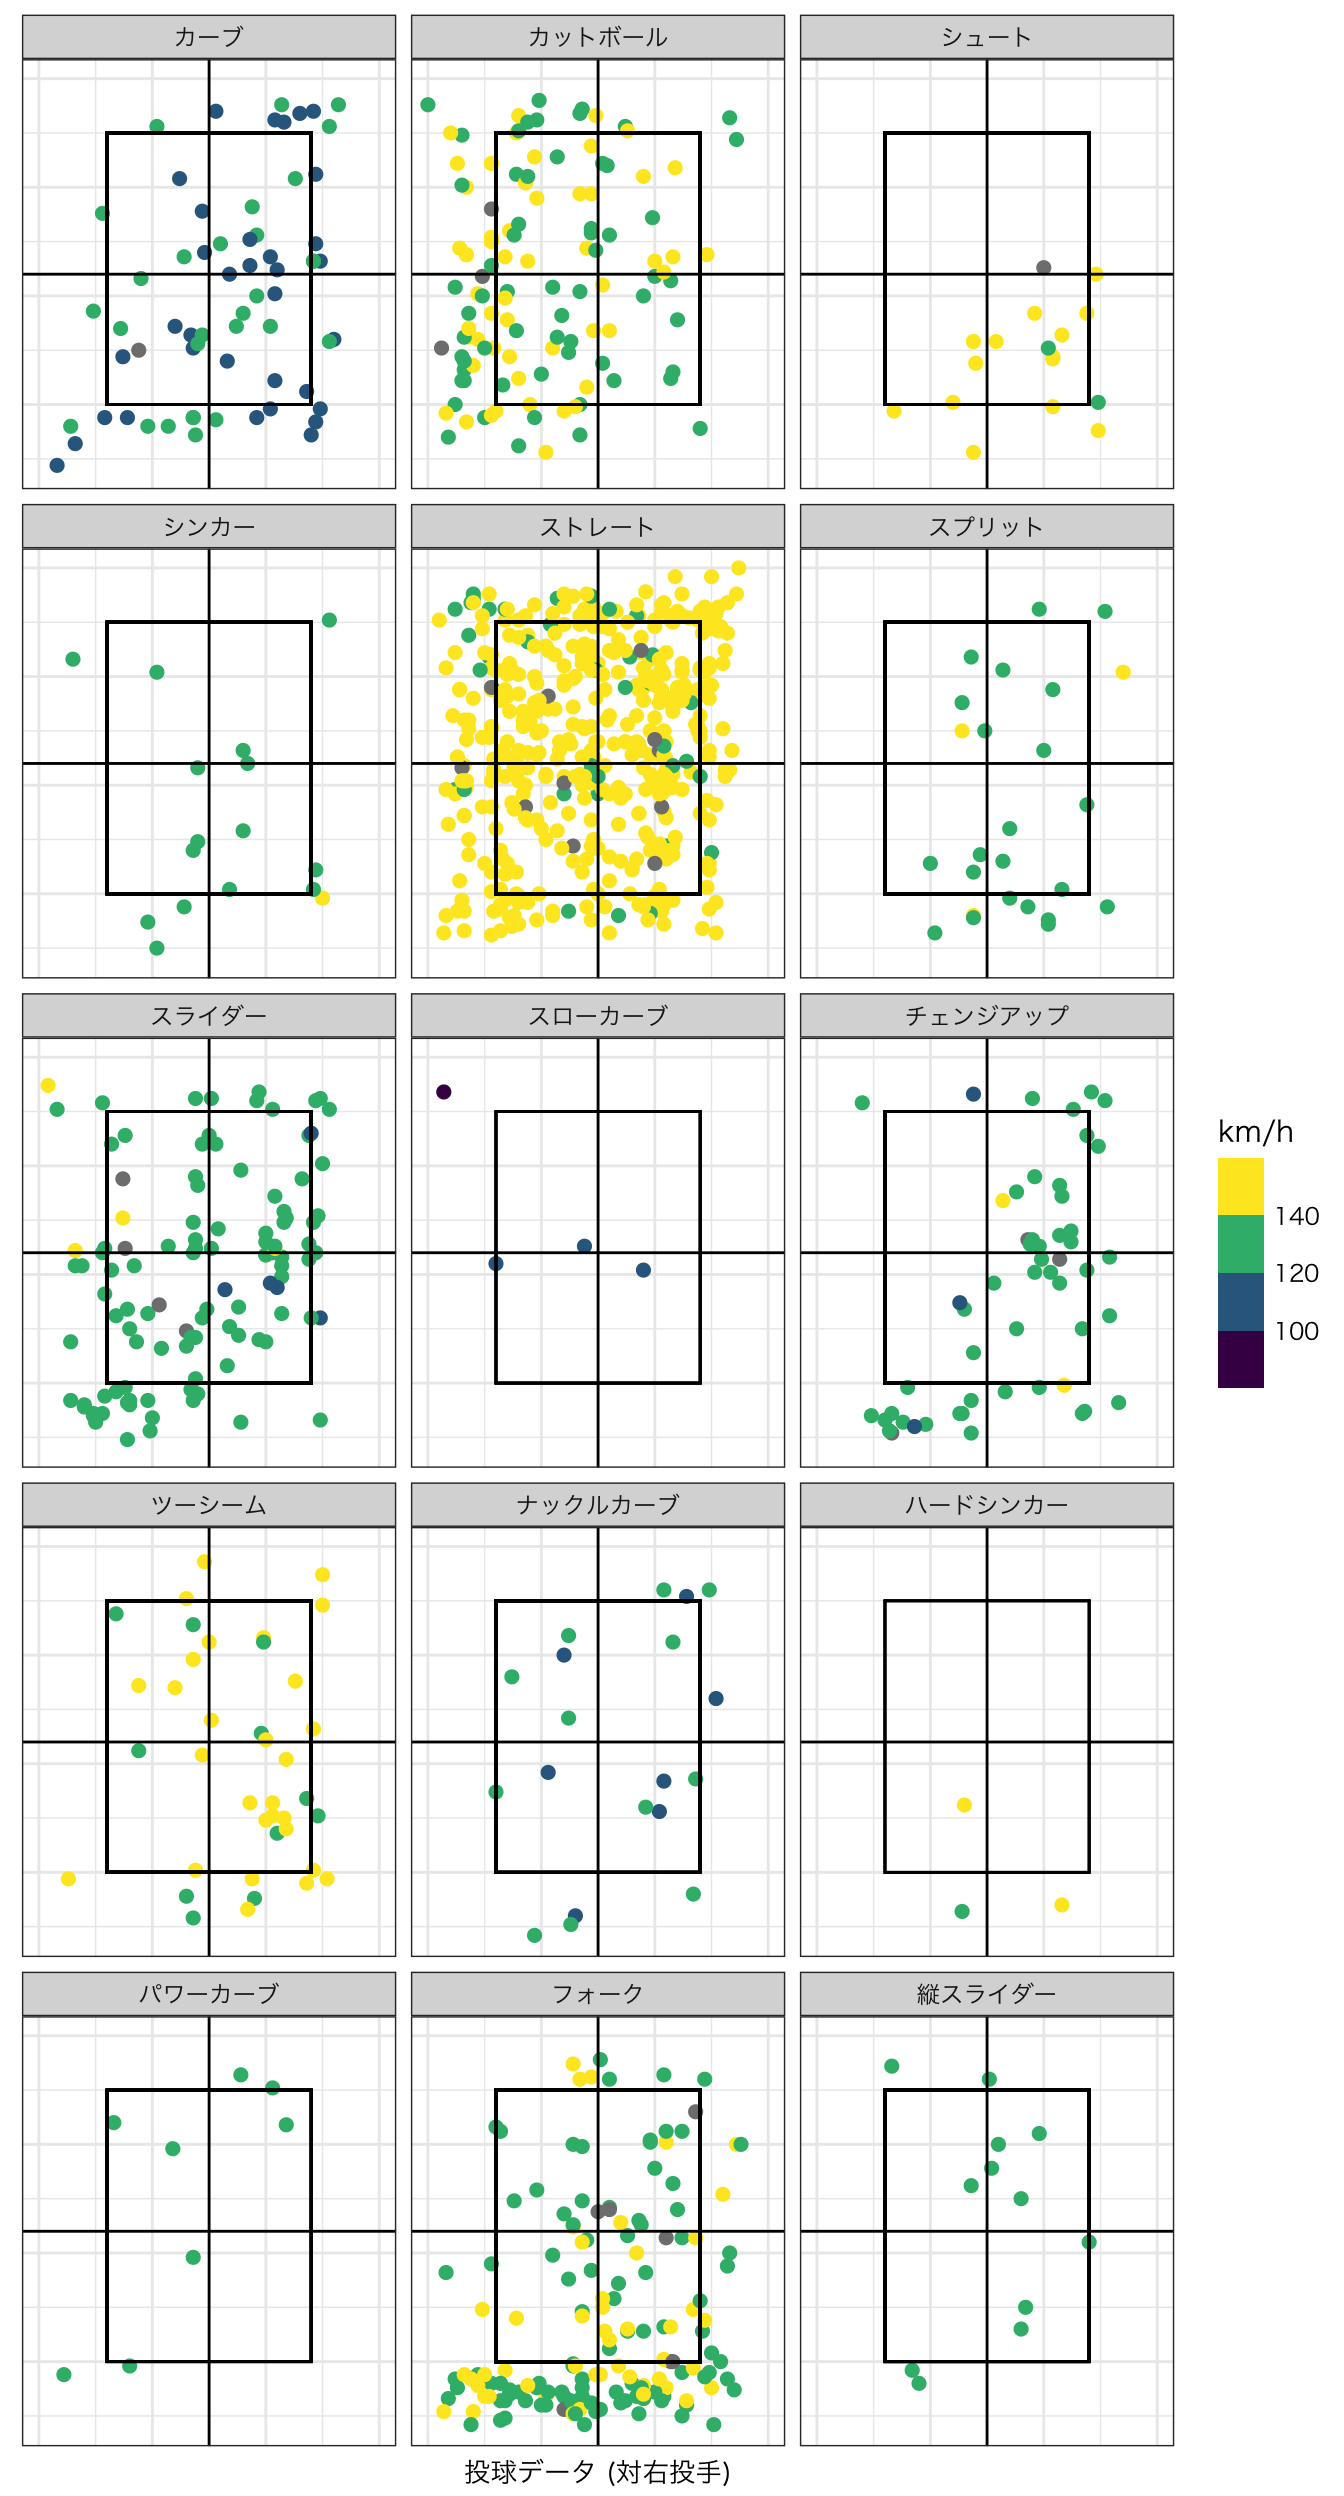 カーブ
カットボール
シュート
シンカー
ストレート
スプリット
スライダー
スローカーブ
チェンジアップ
km/h
140
120
100
ツーシーム
ナックルカーブ
ハードシンカー
パワーカーブ
フォーク
縦スライダー
投球データ (対右投手)